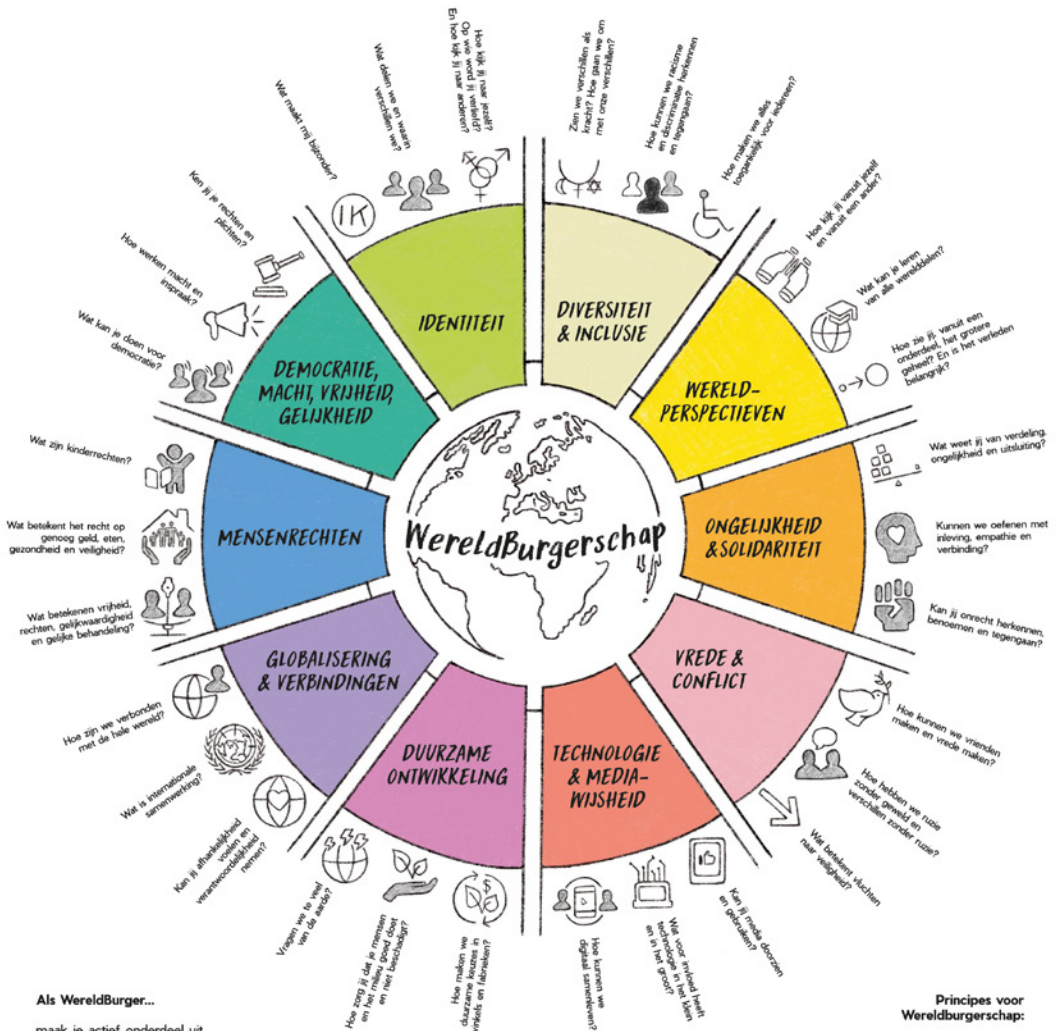 Hoe kijk jij naar jezelf?
Op wie word jij verliefd?
En hoe kijk jij naar anderen?
Wat delen we en waarin
verschillen we?
Wat maakt mij bijzonder?
IK
IDENTITEIT
Zien we verschillen als
kracht? Hoe gaan we om
met onze verschillen?
Hoe kunnen we racisme
en discriminatie herkennen
en tegengaan?
Hoe maken we alles
toegankelijk voor iedereen?
DIVERSITEIT
& INCLUSIE
Hoe kijk jij vanuit jezelf
en vanuit een ander?
Wat kan je leren
van alle werelddelen?
Hoe zie jij, vanuit een
onderdeel, het grotere
geheel? En is het verleden
belangrijk?
WERELD-
PERSPECTIEVEN
Wat weet jij van verdeling,
ongelijkheid en uitsluiting?
Kunnen we oefenen met
inleving, empathie en
verbinding?
Kan jij onrecht herkennen,
benoemen en tegengaan?
ONGELIJKHEID
& SOLIDARITEIT
Hoe kunnen we vrienden
maken en vrede maken?
Hoe hebben we ruzie
zonder geweld en
verschillen zonder ruzie?
Wat betekent vluchten
naar veiligheid?
VREDE &
CONFLICT
Kan jij media doorzien
en gebruiken?
Wat voor invloed heeft
technologie in het klein
en in het groot?
Hoe kunnen we
digitaal samenleven?
TECHNOLOGIE
& MEDIA-
WIJSHEID
Hoe maken we
duurzame keuzes in
winkels en fabrieken?
Hoe zorg jij dat je mensen
en het milieu goed doet
en niet beschadigt?
Vragen we te veel
van de aarde?
DUURZAME
ONTWIKKELING
Kan jij afhankelijkheid
voelen en
verantwoordelijkheid
nemen?
Wat is internationale
samenwerking?
Hoe zijn we verbonden
met de hele wereld?
GLOBALISERING
& VERBINDINGEN
Wat betekenen vrijheid,
rechten, gelijkwaardigheid
en gelijke behandeling?
Wat betekent het recht op
genoeg geld, eten,
gezondheid en veiligheid?
Wat zijn kinderrechten?
MENSENRECHTEN
Wat kan je doen voor
democratie?
Hoe werken macht en
inspraak?
Ken jij je rechten en
plichten?
DEMOCRATIE,
MACHT, VRIJHEID,
GELIJKHEID
WereldBurgerschap
Als WereldBurger...
maak je actief onderdeel uit
Principes voor
Wereldburgerschap: